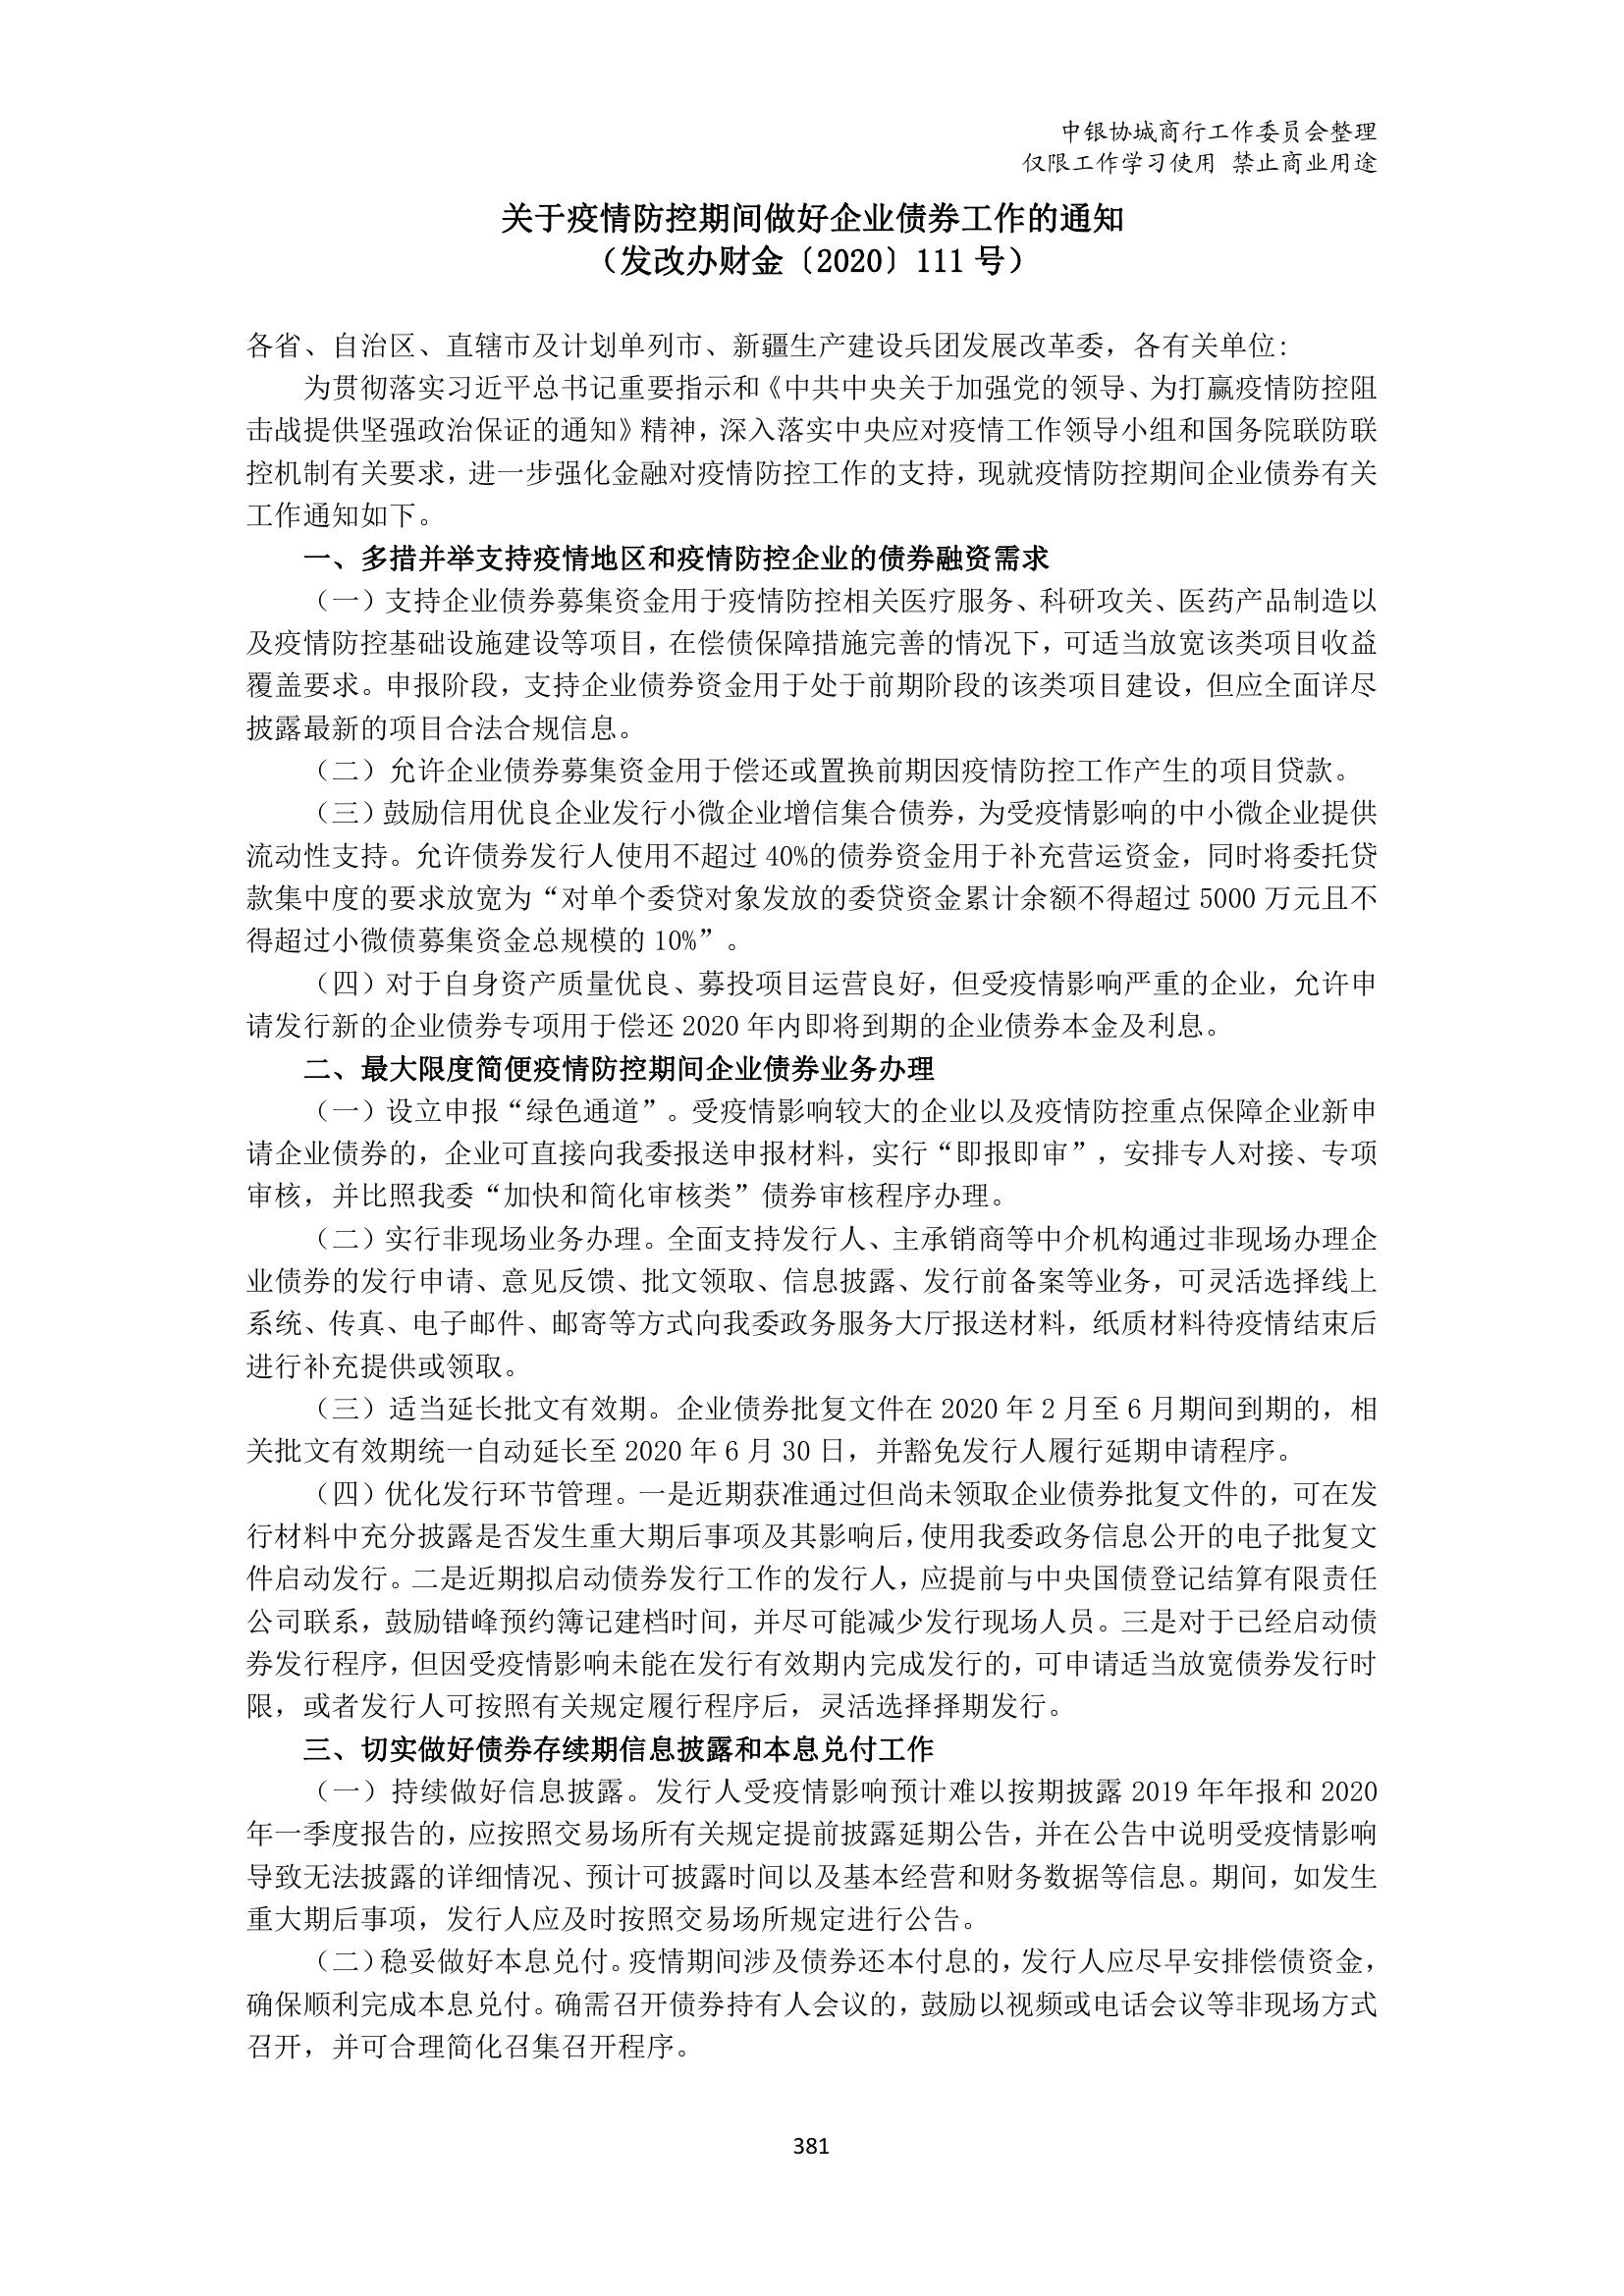 中银协城商行工作委员会整理
仅限工作学习使用 禁止商业用途
关于疫情防控期间做好企业债券工作的通知
（发改办财金〔2020〕111 号）
各省、自治区、直辖市及计划单列市、新疆生产建设兵团发展改革委，各有关单位:
为贯彻落实习近平总书记重要指示和《中共中央关于加强党的领导、为打赢疫情防控阻
击战提供坚强政治保证的通知》精神，深入落实中央应对疫情工作领导小组和国务院联防联
控机制有关要求，进一步强化金融对疫情防控工作的支持，现就疫情防控期间企业债券有关
工作通知如下。
一、多措并举支持疫情地区和疫情防控企业的债券融资需求
（一）支持企业债券募集资金用于疫情防控相关医疗服务、科研攻关、医药产品制造以
及疫情防控基础设施建设等项目，在偿债保障措施完善的情况下，可适当放宽该类项目收益
覆盖要求。申报阶段，支持企业债券资金用于处于前期阶段的该类项目建设，但应全面详尽
披露最新的项目合法合规信息。
（二）允许企业债券募集资金用于偿还或置换前期因疫情防控工作产生的项目贷款。
（三）鼓励信用优良企业发行小微企业增信集合债券，为受疫情影响的中小微企业提供
流动性支持。允许债券发行人使用不超过 40%的债券资金用于补充营运资金，同时将委托贷
款集中度的要求放宽为“对单个委贷对象发放的委贷资金累计余额不得超过 5000 万元且不
得超过小微债募集资金总规模的 10%”。
（四）对于自身资产质量优良、募投项目运营良好，但受疫情影响严重的企业，允许申
请发行新的企业债券专项用于偿还 2020 年内即将到期的企业债券本金及利息。
二、最大限度简便疫情防控期间企业债券业务办理
（一）设立申报“绿色通道”。受疫情影响较大的企业以及疫情防控重点保障企业新申
请企业债券的，企业可直接向我委报送申报材料，实行“即报即审”，安排专人对接、专项
审核，并比照我委“加快和简化审核类”债券审核程序办理。
（二）实行非现场业务办理。全面支持发行人、主承销商等中介机构通过非现场办理企
业债券的发行申请、意见反馈、批文领取、信息披露、发行前备案等业务，可灵活选择线上
系统、传真、电子邮件、邮寄等方式向我委政务服务大厅报送材料，纸质材料待疫情结束后
进行补充提供或领取。
（三）适当延长批文有效期。企业债券批复文件在 2020 年 2 月至 6 月期间到期的，相
关批文有效期统一自动延长至 2020 年 6 月 30 日，并豁免发行人履行延期申请程序。
（四）优化发行环节管理。一是近期获准通过但尚未领取企业债券批复文件的，可在发
行材料中充分披露是否发生重大期后事项及其影响后，使用我委政务信息公开的电子批复文
件启动发行。二是近期拟启动债券发行工作的发行人，应提前与中央国债登记结算有限责任
公司联系，鼓励错峰预约簿记建档时间，并尽可能减少发行现场人员。三是对于已经启动债
券发行程序，但因受疫情影响未能在发行有效期内完成发行的，可申请适当放宽债券发行时
限，或者发行人可按照有关规定履行程序后，灵活选择择期发行。
三、切实做好债券存续期信息披露和本息兑付工作
（一）持续做好信息披露。发行人受疫情影响预计难以按期披露 2019 年年报和 2020
年一季度报告的，应按照交易场所有关规定提前披露延期公告，并在公告中说明受疫情影响
导致无法披露的详细情况、预计可披露时间以及基本经营和财务数据等信息。期间，如发生
重大期后事项，发行人应及时按照交易场所规定进行公告。
（二）稳妥做好本息兑付。疫情期间涉及债券还本付息的，发行人应尽早安排偿债资金，
确保顺利完成本息兑付。确需召开债券持有人会议的，鼓励以视频或电话会议等非现场方式
召开，并可合理简化召集召开程序。
381